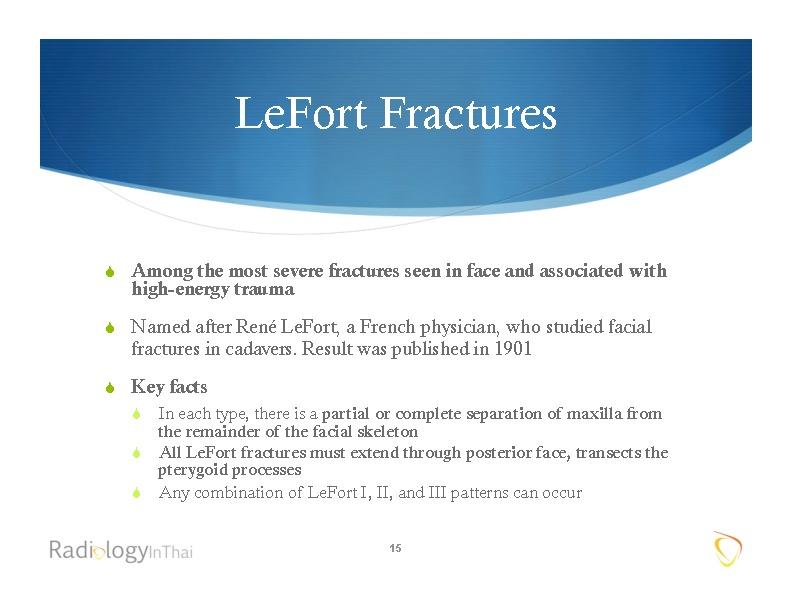 LeFort Fractures
Among the most severe fractures seen in face and associated with
high-energy trauma
Named after René LeFort, a French physician, who studied facial
fractures in cadavers. Result was published in 1901
Key facts
In each type, there is a partial or complete separation of maxilla from
the remainder of the facial skeleton
All LeFort fractures must extend through posterior face, transects the
pterygoid processes
Any combination of LeFort I, II, and III patterns can occur
RadiologyInThai
15